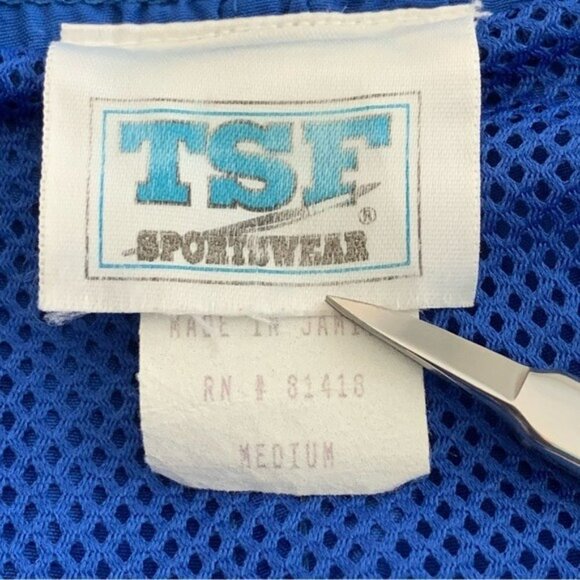 TSF
®
SPORTSWEAR
MADE IN
RN # 81418
MEDIUM